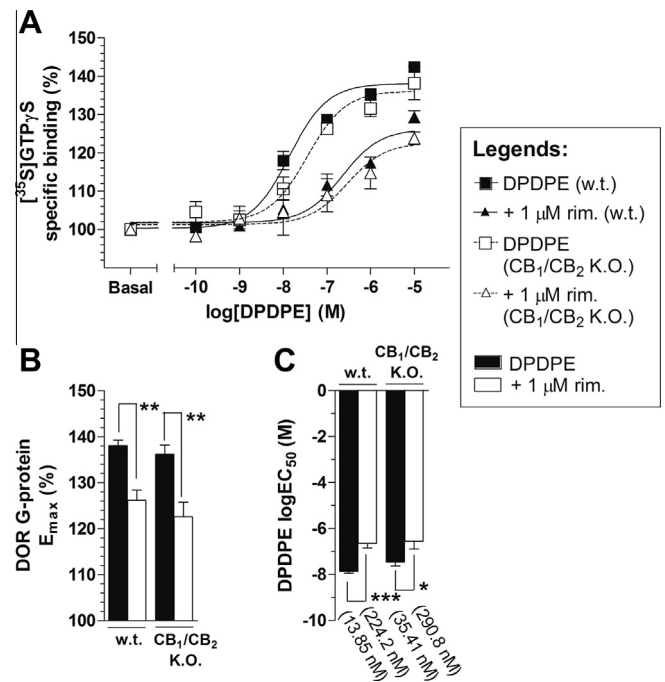 A
[³⁵S]GTPγS
specific binding (%)
150
140
130
120
110
100
Basal
-10
-9
-8
-7
-6
-5
log[DPDPE] (M)
Legends:
DPDPE (w.t.)
+ 1 μM rim. (w.t.)
DPDPE
(CB₁/CB₂ K.O.)
+ 1 μM rim.
(CB₁/CB₂ K.O.)
DPDPE
+ 1 μM rim.
B
DOR G-protein
Eₘₐₓ (%)
150
140
130
120
100
**
**
w.t.
CB₁/CB₂
K.O.
C
w.t.
CB₁/CB₂
K.O.
DPDPE logEC₅₀ (M)
0
-2
-4
-6
-8
-10
***
*
(13.85 nM)
(224.2 nM)
(35.41 nM)
(290.8 nM)